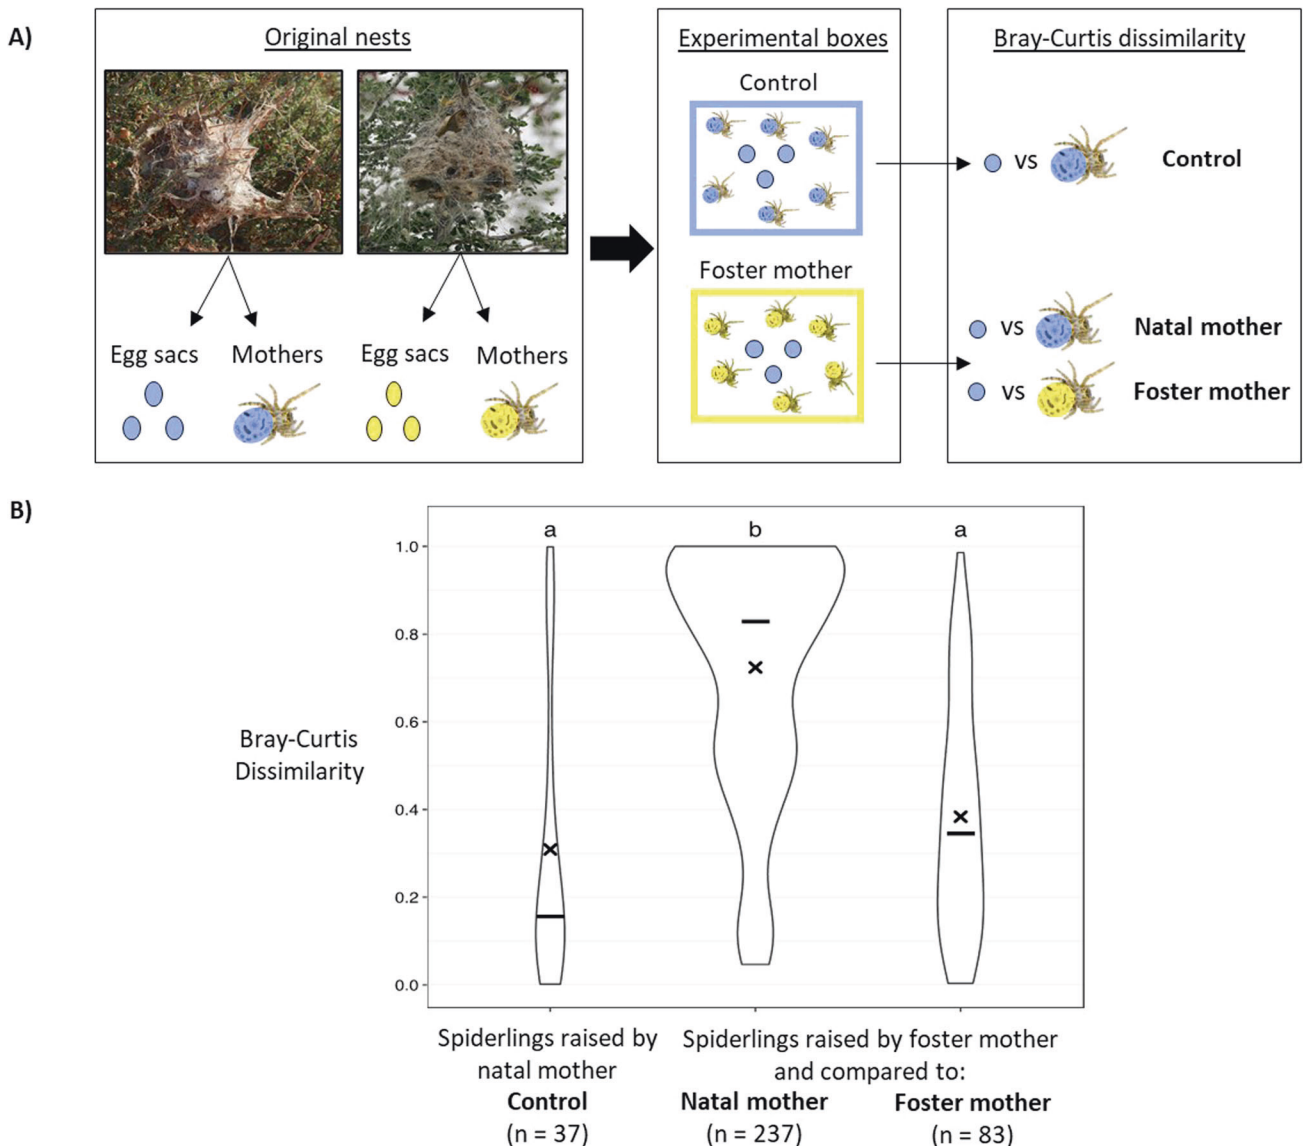 A)
Original nests
Egg sacs
Mothers
Egg sacs
Mothers
Experimental boxes
Control
Foster mother
Bray-Curtis dissimilarity
vs Control
vs Natal mother
vs Foster mother
B)
a b a
Bray-Curtis
Dissimilarity
1.0
0.8
0.6
0.4
0.2
0.0
Spiderlings raised by
natal mother
Control
(n = 37)
Spiderlings raised by foster mother
and compared to:
Natal mother
(n = 237)
Foster mother
(n = 83)